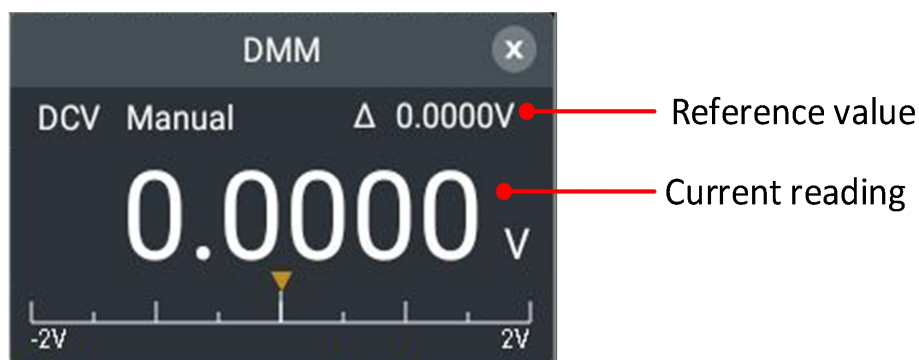 DMM
x
DCV Manual Δ 0.0000V
Reference value
0.0000 V
Current reading
-2V 2V